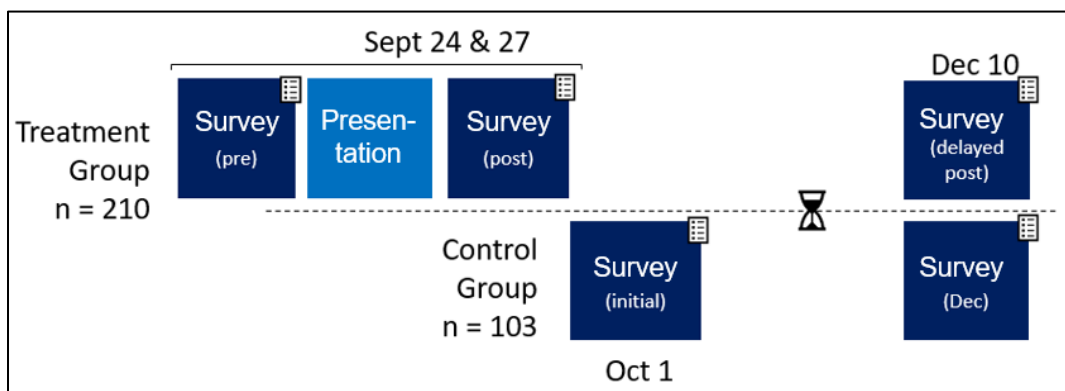 Sept 24 & 27
Dec 10
Treatment
Group
n = 210
Survey
(pre)
Presen-
tation
Survey
(post)
Survey
(delayed
post)
Control
Group
n = 103
Survey
(initial)
Survey
(Dec)
Oct 1